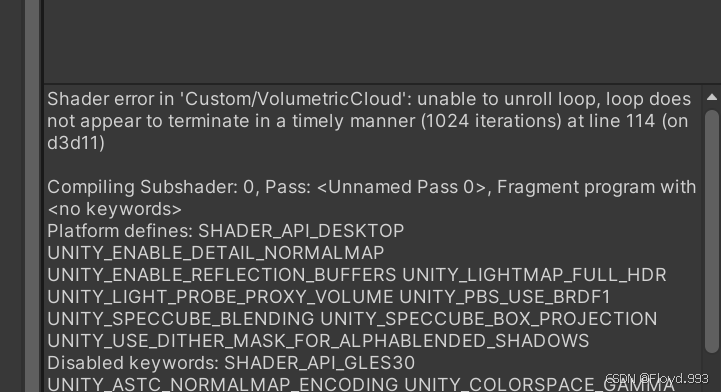 Shader error in 'Custom/VolumetricCloud': unable to unroll loop, loop does
not appear to terminate in a timely manner (1024 iterations) at line 114 (on
d3d11)
Compiling Subshader: 0, Pass: <Unnamed Pass 0>, Fragment program with
<no keywords>
Platform defines: SHADER_API_DESKTOP
UNITY_ENABLE_DETAIL_NORMALMAP
UNITY_ENABLE_REFLECTION_BUFFERS UNITY_LIGHTMAP_FULL_HDR
UNITY_LIGHT_PROBE_PROXY_VOLUME UNITY_PBS_USE_BRDF1
UNITY_SPECCUBE_BLENDING UNITY_SPECCUBE_BOX_PROJECTION
UNITY_USE_DITHER_MASK_FOR_ALPHABLENDED_SHADOWS
Disabled keywords: SHADER_API_GLES30
UNITY_ASTC_NORMALMAP_ENCODING UNITY_COLORSPACE_GAMMA
CSDN @Floyd.993